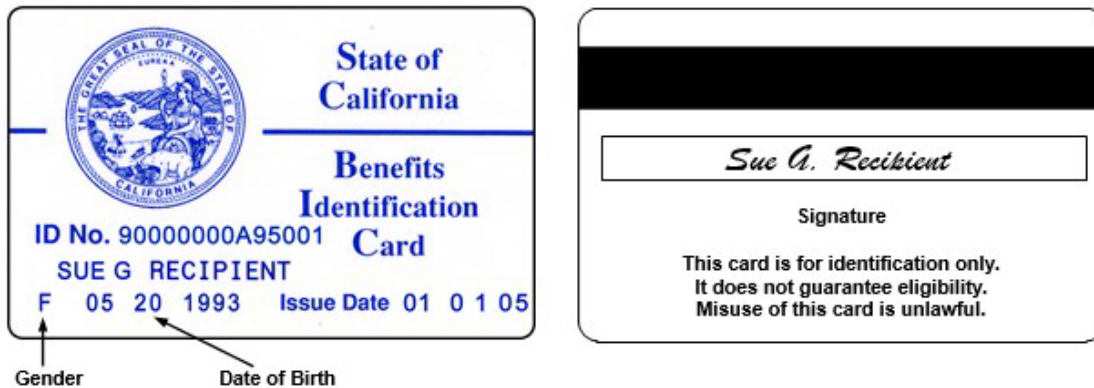 THE GREAT SEAL OF THE STATE OF CALIFORNIA
EUREKA
State of
California
Benefits
Identification
Card
ID No. 90000000A95001
SUE G RECIPIENT
F 05 20 1993 Issue Date 01 0 1 05
Gender
Date of Birth
Sue G. Recipient
Signature
This card is for identification only.
It does not guarantee eligibility.
Misuse of this card is unlawful.